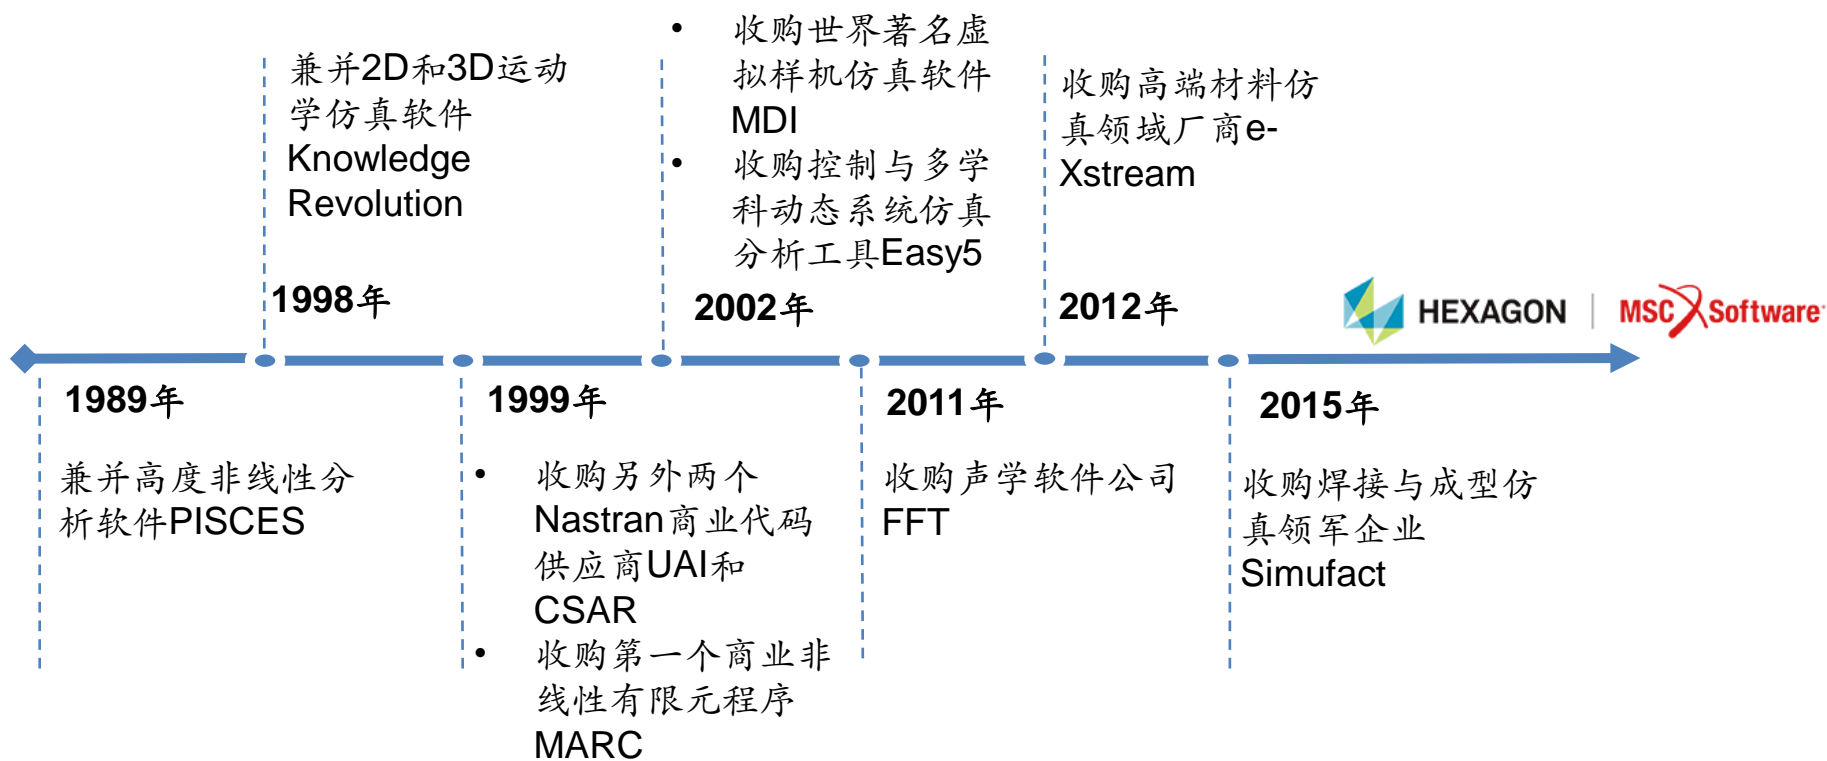 兼并2D和3D运动
学仿真软件
Knowledge
Revolution
1998年
• 收购世界著名虚
拟样机仿真软件
MDI
• 收购控制与多学
科动态系统仿真
分析工具Easy5
2002年
收购高端材料仿
真领域厂商e-
Xstream
2012年
HEXAGON | MSC Software
1989年
兼并高度非线性分
析软件PISCES
1999年
• 收购另外两个
Nastran商业代码
供应商UAI和
CSAR
• 收购第一个商业非
线性有限元程序
MARC
2011年
收购声学软件公司
FFT
2015年
收购焊接与成型仿
真领军企业
Simufact